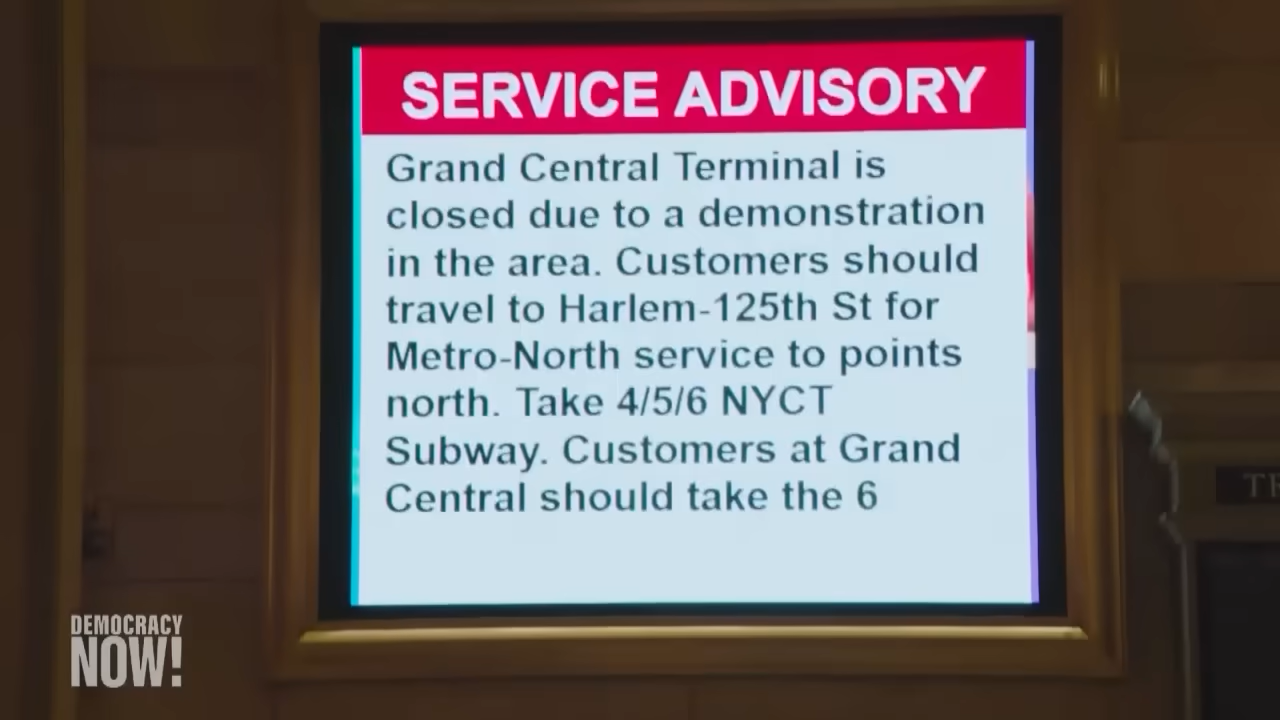 SERVICE ADVISORY
Grand Central Terminal is
closed due to a demonstration
in the area. Customers should
travel to Harlem-125th St for
Metro-North service to points
north. Take 4/5/6 NYCT
Subway. Customers at Grand
Central should take the 6
DEMOCRACY
NOW!